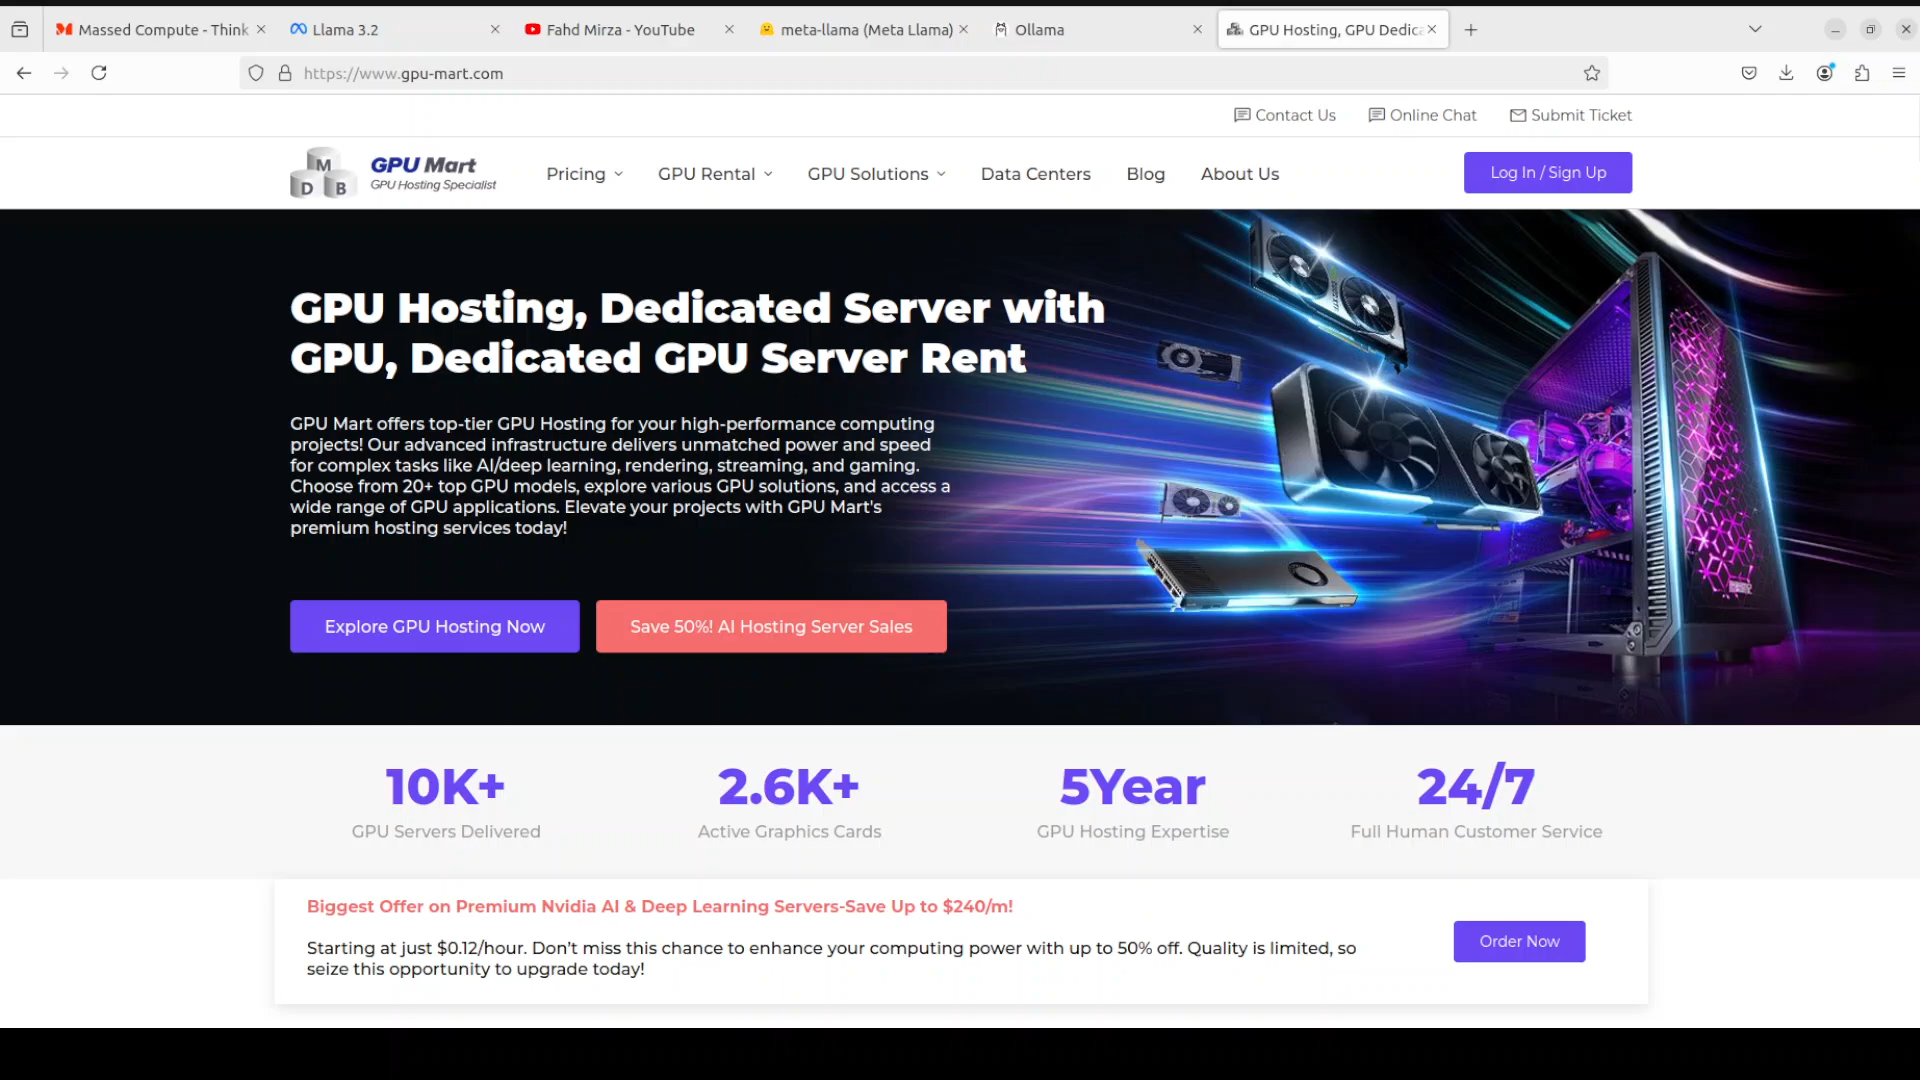 Massed Compute - Think
Llama 3.2
Fahd Mirza - YouTube
meta-llama (Meta Llama)
Ollama
GPU Hosting, GPU Dedic
https://www.gpu-mart.com
Contact Us
Online Chat
Submit Ticket
M
D B
GPU Mart
GPU Hosting Specialist
Pricing
GPU Rental
GPU Solutions
Data Centers
Blog
About Us
Log In / Sign Up
GPU Hosting, Dedicated Server with
GPU, Dedicated GPU Server Rent
GPU Mart offers top-tier GPU Hosting for your high-performance computing
projects! Our advanced infrastructure delivers unmatched power and speed
for complex tasks like AI/deep learning, rendering, streaming, and gaming.
Choose from 20+ top GPU models, explore various GPU solutions, and access a
wide range of GPU applications. Elevate your projects with GPU Mart's
premium hosting services today!
Explore GPU Hosting Now
Save 50%! AI Hosting Server Sales
10K+
GPU Servers Delivered
2.6K+
Active Graphics Cards
5Year
GPU Hosting Expertise
24/7
Full Human Customer Service
Biggest Offer on Premium Nvidia AI & Deep Learning Servers-Save Up to $240/m!
Starting at just $0.12/hour. Don't miss this chance to enhance your computing power with up to 50% off. Quality is limited, so
seize this opportunity to upgrade today!
Order Now